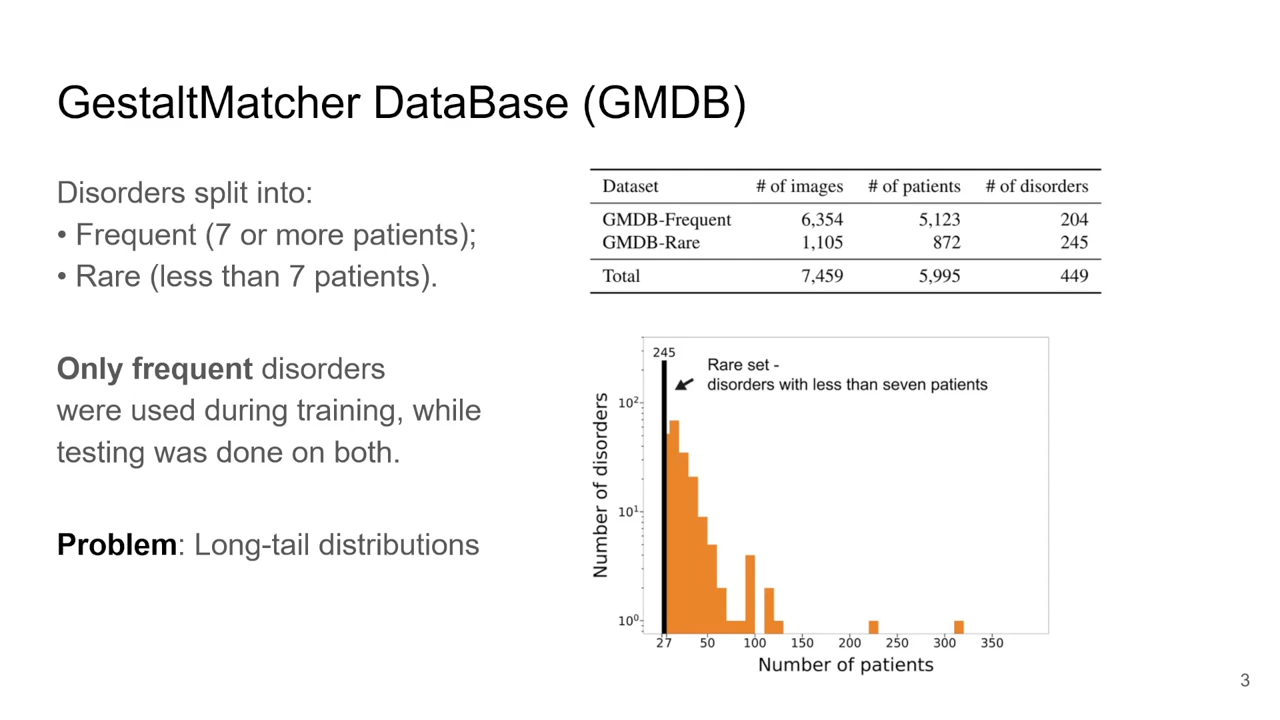 GestaltMatcher DataBase (GMDB)
Disorders split into:
• Frequent (7 or more patients);
• Rare (less than 7 patients).
Only frequent disorders
were used during training, while
testing was done on both.
Problem: Long-tail distributions
Dataset # of images # of patients # of disorders
GMDB-Frequent 6,354 5,123 204
GMDB-Rare 1,105 872 245
Total 7,459 5,995 449
245
Rare set -
disorders with less than seven patients
Number of disorders
10²
10¹
10⁰
27 50 100 150 200 250 300 350
Number of patients
3